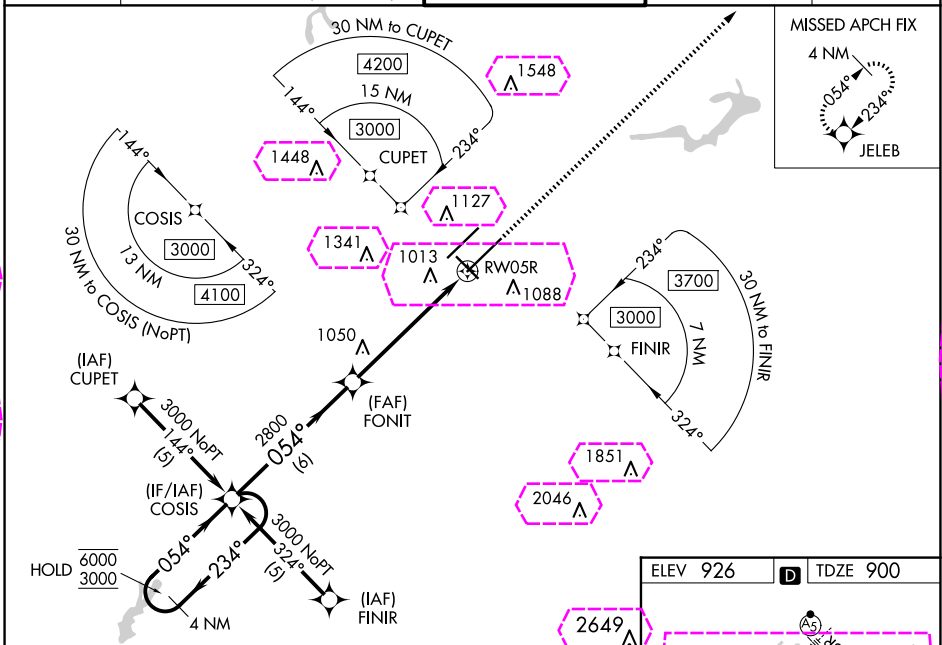 30 NM to CUPET
4200
15 NM
3000
144°
234°
CUPET
1548
1448
1127
MISSED APCH FIX
4 NM
054°
234°
JELEB
144°
COSIS
3000
13 NM
4100
324°
30 NM to COSIS (NoPT)
1341
1013
RW05R
1088
234°
3700
3000
FINIR
7 NM
30 NM to FINIR
324°
1050
(IAF)
CUPET
3000 NoPT
144°
(5)
(FAF)
FONIT
2800
054°
(6)
(IF/IAF)
COSIS
3000 NoPT
324°
(5)
054°
234°
HOLD
6000
3000
4 NM
(IAF)
FINIR
1851
2046
2649
ELEV 926
D
TDZE 900
A5